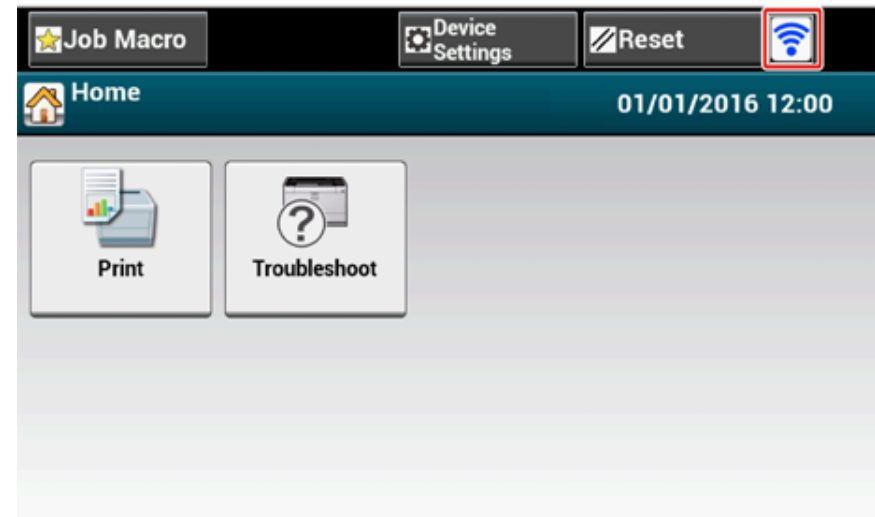 Job Macro
Device
Settings
Reset
Home
01/01/2016 12:00
Print
Troubleshoot